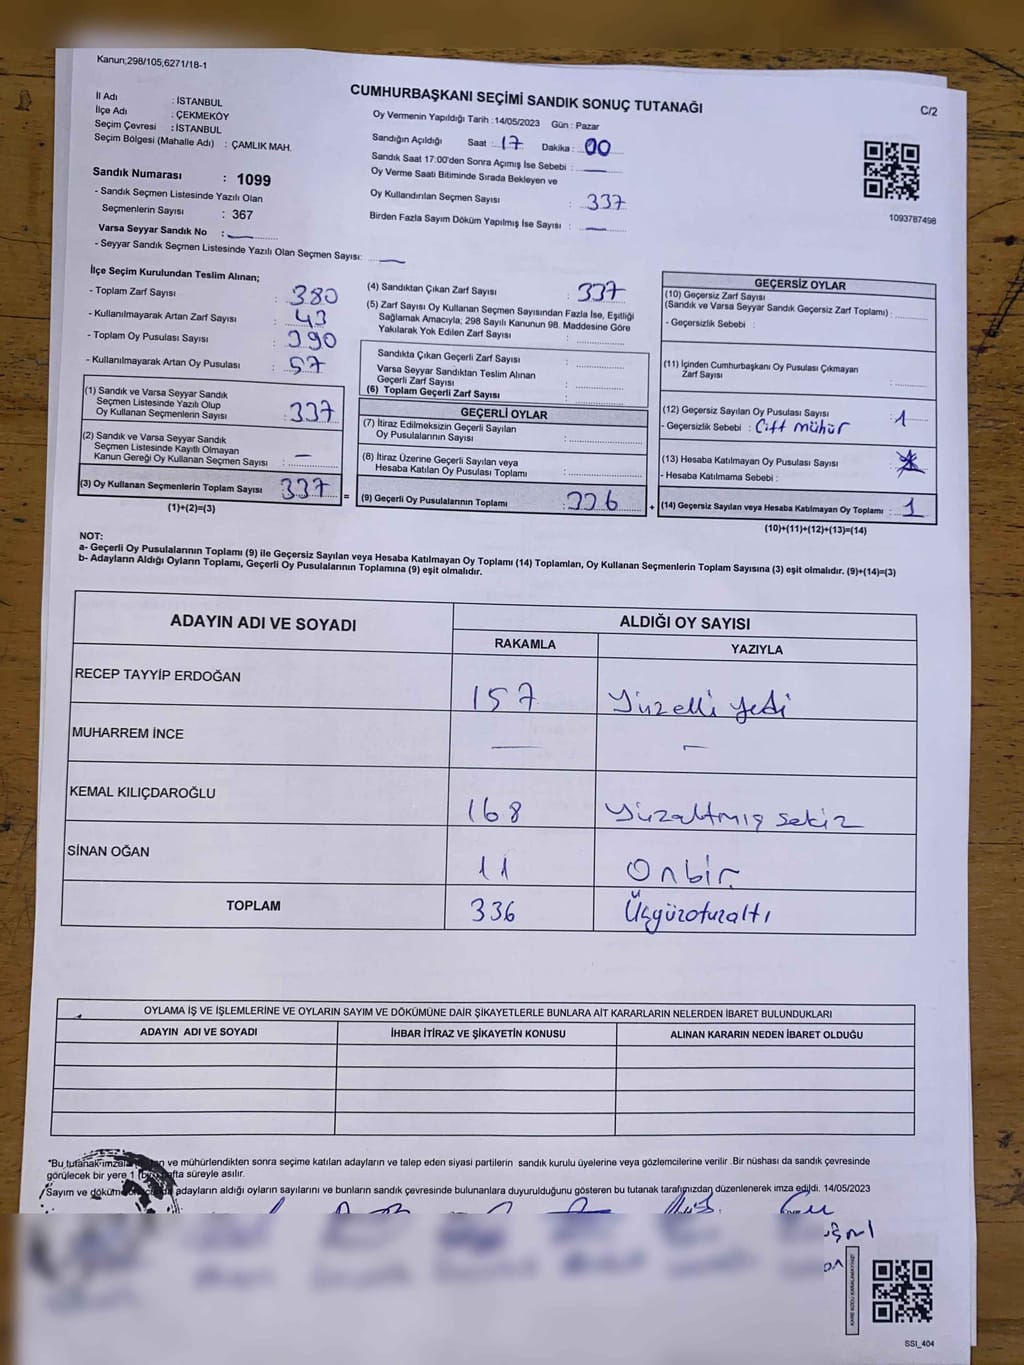 Kanun,298/105,6271/18-1
CUMHURBAŞKANI SEÇİMİ SANDIK SONUÇ TUTANAĞI
C/2
İl Adı : İSTANBUL
İlçe Adı : ÇEKMEKÖY
Seçim Çevresi : İSTANBUL
Seçim Bölgesi (Mahalle Adı) : ÇAMLIK MAH.
Sandık Numarası : 1099
- Sandık Seçmen Listesinde Yazılı Olan
Seçmenlerin Sayısı : 367
Varsa Seyyar Sandık No :
- Seyyar Sandık Seçmen Listesinde Yazılı Olan Seçmen Sayısı:
Oy Vermenin Yapıldığı Tarih :14/05/2023 Gün : Pazar
Sandığın Açıldığı Saat : 17 Dakika : 00
Sandık Saat 17:00'den Sonra Açımış İse Sebebi :
Oy Verme Saati Bitiminde Sırada Bekleyen ve
Oy Kullandırılan Seçmen Sayısı : 337
Birden Fazla Sayım Döküm Yapılmış İse Sayısı :
1093787498
İlçe Seçim Kurulundan Teslim Alınan;
- Toplam Zarf Sayısı : 380
- Kullanılmayarak Artan Zarf Sayısı : 43
- Toplam Oy Pusulası Sayısı : 390
- Kullanılmayarak Artan Oy Pusulası : 57
(1) Sandık ve Varsa Seyyar Sandık
Seçmen Listesinde Yazılı Olup
Oy Kullanan Seçmenlerin Sayısı : 337
(2) Sandık ve Varsa Seyyar Sandık
Seçmen Listesinde Kayıtlı Olmayan
Kanun Gereği Oy Kullanan Seçmen Sayısı : —
(3) Oy Kullanan Seçmenlerin Toplam Sayısı : 337
(1)+(2)=(3)
=
(4) Sandıktan Çıkan Zarf Sayısı : 337
(5) Zarf Sayısı Oy Kullanan Seçmen Sayısından Fazla İse, Eşitliği
Sağlamak Amacıyla; 298 Sayılı Kanunun 98. Maddesine Göre
Yakılarak Yok Edilen Zarf Sayısı :
Sandıkta Çıkan Geçerli Zarf Sayısı :
Varsa Seyyar Sandıktan Teslim Alınan
Geçerli Zarf Sayısı :
(6) Toplam Geçerli Zarf Sayısı :
GEÇERLİ OYLAR
(7) İtiraz Edilmeksizin Geçerli Sayılan
Oy Pusulalarının Sayısı :
(8) İtiraz Üzerine Geçerli Sayılan veya
Hesaba Katılan Oy Pusulası Toplamı :
(9) Geçerli Oy Pusulalarının Toplamı : 336
+
GEÇERSİZ OYLAR
(10) Geçersiz Zarf Sayısı
(Sandık ve Varsa Seyyar Sandık Geçersiz Zarf Toplamı) :
- Geçersizlik Sebebi :
(11) İçinden Cumhurbaşkanı Oy Pusulası Çıkmayan
Zarf Sayısı :
(12) Geçersiz Sayılan Oy Pusulası Sayısı : 1
- Geçersizlik Sebebi : Çift mühür
(13) Hesaba Katılmayan Oy Pusulası Sayısı :
- Hesaba Katılmama Sebebi :
(14) Geçersiz Sayılan veya Hesaba Katılmayan Oy Toplamı : 1
(10)+(11)+(12)+(13)=(14)
NOT:
a- Geçerli Oy Pusulalarının Toplamı (9) ile Geçersiz Sayılan veya Hesaba Katılmayan Oy Toplamı (14) Toplamları, Oy Kullanan Seçmenlerin Toplam Sayısına (3) eşit olmalıdır. (9)+(14)=(3)
b- Adayların Aldığı Oyların Toplamı, Geçerli Oy Pusulalarının Toplamına (9) eşit olmalıdır.
ADAYIN ADI VE SOYADI
ALDIĞI OY SAYISI
RAKAMLA YAZIYLA
RECEP TAYYİP ERDOĞAN 157 Yüzelli yedi
MUHARREM İNCE — —
KEMAL KILIÇDAROĞLU 168 Yüzaltmış sekiz
SİNAN OĞAN 11 Onbir.
TOPLAM 336 Üçyüzotuzaltı
OYLAMA İŞ VE İŞLEMLERİNE VE OYLARIN SAYIM VE DÖKÜMÜNE DAİR ŞİKAYETLERLE BUNLARA AİT KARARLARIN NELERDEN İBARET BULUNDUKLARI
ADAYIN ADI VE SOYADI İHBAR İTİRAZ VE ŞİKAYETİN KONUSU ALINAN KARARIN NEDEN İBARET OLDUĞU
*Bu tutanak ve mühürlendikten sonra seçime katılan adayların ve talep eden siyasi partilerin sandık kurulu üyelerine veya gözlemcilerine verilir .Bir nüshası da sandık çevresinde
görülecek bir yere 1 süreyle asılır.
Sayım ve adayların aldığı oyların sayılarını ve bunların sandık çevresinde bulunanlara duyurulduğunu gösteren bu tutanak tarafımızdan düzenlenerek imza edildi. 14/05/2023
KARE KODU KARALAMAYINIZ!
SSI_404